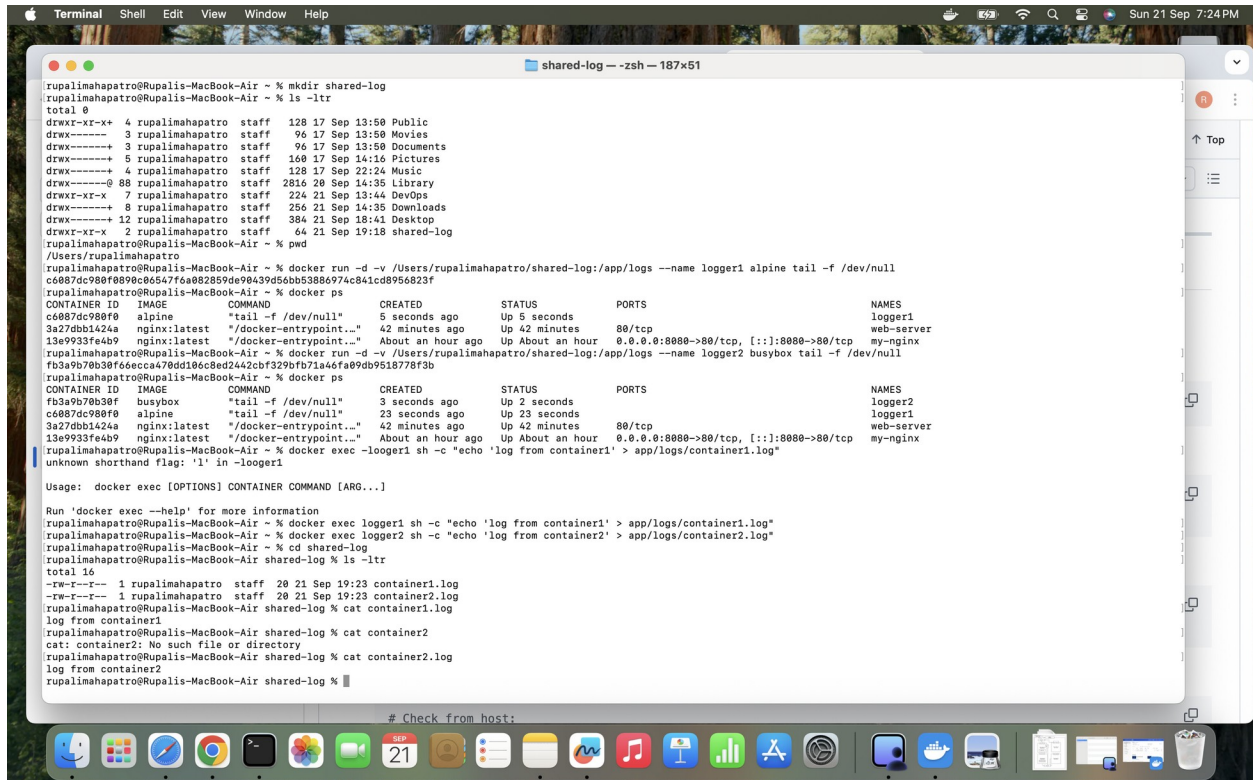 Terminal Shell Edit View Window Help Sun 21 Sep 7:24 PM
shared-log — -zsh — 187×51
R
[rupalimahapatro@Rupalis-MacBook-Air ~ % mkdir shared-log
[rupalimahapatro@Rupalis-MacBook-Air ~ % ls -ltr
total 0
drwxr-xr-x+ 4 rupalimahapatro staff 128 17 Sep 13:50 Public
drwx------ 3 rupalimahapatro staff 96 17 Sep 13:50 Movies
drwx------+ 3 rupalimahapatro staff 96 17 Sep 13:50 Documents
drwx------+ 5 rupalimahapatro staff 160 17 Sep 14:16 Pictures
drwx------+ 4 rupalimahapatro staff 128 17 Sep 22:24 Music
drwx------@ 88 rupalimahapatro staff 2816 20 Sep 14:35 Library
drwxr-xr-x 7 rupalimahapatro staff 224 21 Sep 13:44 DevOps
drwx------+ 8 rupalimahapatro staff 256 21 Sep 14:35 Downloads
drwx------+ 12 rupalimahapatro staff 384 21 Sep 18:41 Desktop
drwxr-xr-x 2 rupalimahapatro staff 64 21 Sep 19:18 shared-log
[rupalimahapatro@Rupalis-MacBook-Air ~ % pwd
/Users/rupalimahapatro
[rupalimahapatro@Rupalis-MacBook-Air ~ % docker run -d -v /Users/rupalimahapatro/shared-log:/app/logs --name logger1 alpine tail -f /dev/null
c6087dc980f0890c06547f6a082859de90439d56bb53886974c841cd8956823f
[rupalimahapatro@Rupalis-MacBook-Air ~ % docker ps
CONTAINER ID IMAGE COMMAND CREATED STATUS PORTS NAMES
c6087dc980f0 alpine "tail -f /dev/null" 5 seconds ago Up 5 seconds logger1
3a27dbb1424a nginx:latest "/docker-entrypoint.…" 42 minutes ago Up 42 minutes 80/tcp web-server
13e9933fe4b9 nginx:latest "/docker-entrypoint.…" About an hour ago Up About an hour 0.0.0.0:8080->80/tcp, [::]:8080->80/tcp my-nginx
[rupalimahapatro@Rupalis-MacBook-Air ~ % docker run -d -v /Users/rupalimahapatro/shared-log:/app/logs --name logger2 busybox tail -f /dev/null
fb3a9b70b30f66ecca470dd106c8ed2442cbf329bfb71a46fa09db9518778f3b
[rupalimahapatro@Rupalis-MacBook-Air ~ % docker ps
CONTAINER ID IMAGE COMMAND CREATED STATUS PORTS NAMES
fb3a9b70b30f busybox "tail -f /dev/null" 3 seconds ago Up 2 seconds logger2
c6087dc980f0 alpine "tail -f /dev/null" 23 seconds ago Up 23 seconds logger1
3a27dbb1424a nginx:latest "/docker-entrypoint.…" 42 minutes ago Up 42 minutes 80/tcp web-server
13e9933fe4b9 nginx:latest "/docker-entrypoint.…" About an hour ago Up About an hour 0.0.0.0:8080->80/tcp, [::]:8080->80/tcp my-nginx
[rupalimahapatro@Rupalis-MacBook-Air ~ % docker exec -looger1 sh -c "echo 'log from container1' > app/logs/container1.log"
unknown shorthand flag: 'l' in -looger1
Usage: docker exec [OPTIONS] CONTAINER COMMAND [ARG...]
Run 'docker exec --help' for more information
[rupalimahapatro@Rupalis-MacBook-Air ~ % docker exec logger1 sh -c "echo 'log from container1' > app/logs/container1.log"
[rupalimahapatro@Rupalis-MacBook-Air ~ % docker exec logger2 sh -c "echo 'log from container2' > app/logs/container2.log"
[rupalimahapatro@Rupalis-MacBook-Air ~ % cd shared-log
[rupalimahapatro@Rupalis-MacBook-Air shared-log % ls -ltr
total 16
-rw-r--r-- 1 rupalimahapatro staff 20 21 Sep 19:23 container1.log
-rw-r--r-- 1 rupalimahapatro staff 20 21 Sep 19:23 container2.log
[rupalimahapatro@Rupalis-MacBook-Air shared-log % cat container1.log
log from container1
[rupalimahapatro@Rupalis-MacBook-Air shared-log % cat container2
cat: container2: No such file or directory
[rupalimahapatro@Rupalis-MacBook-Air shared-log % cat container2.log
log from container2
rupalimahapatro@Rupalis-MacBook-Air shared-log %
↑ Top
# Check from host:
SEP
21